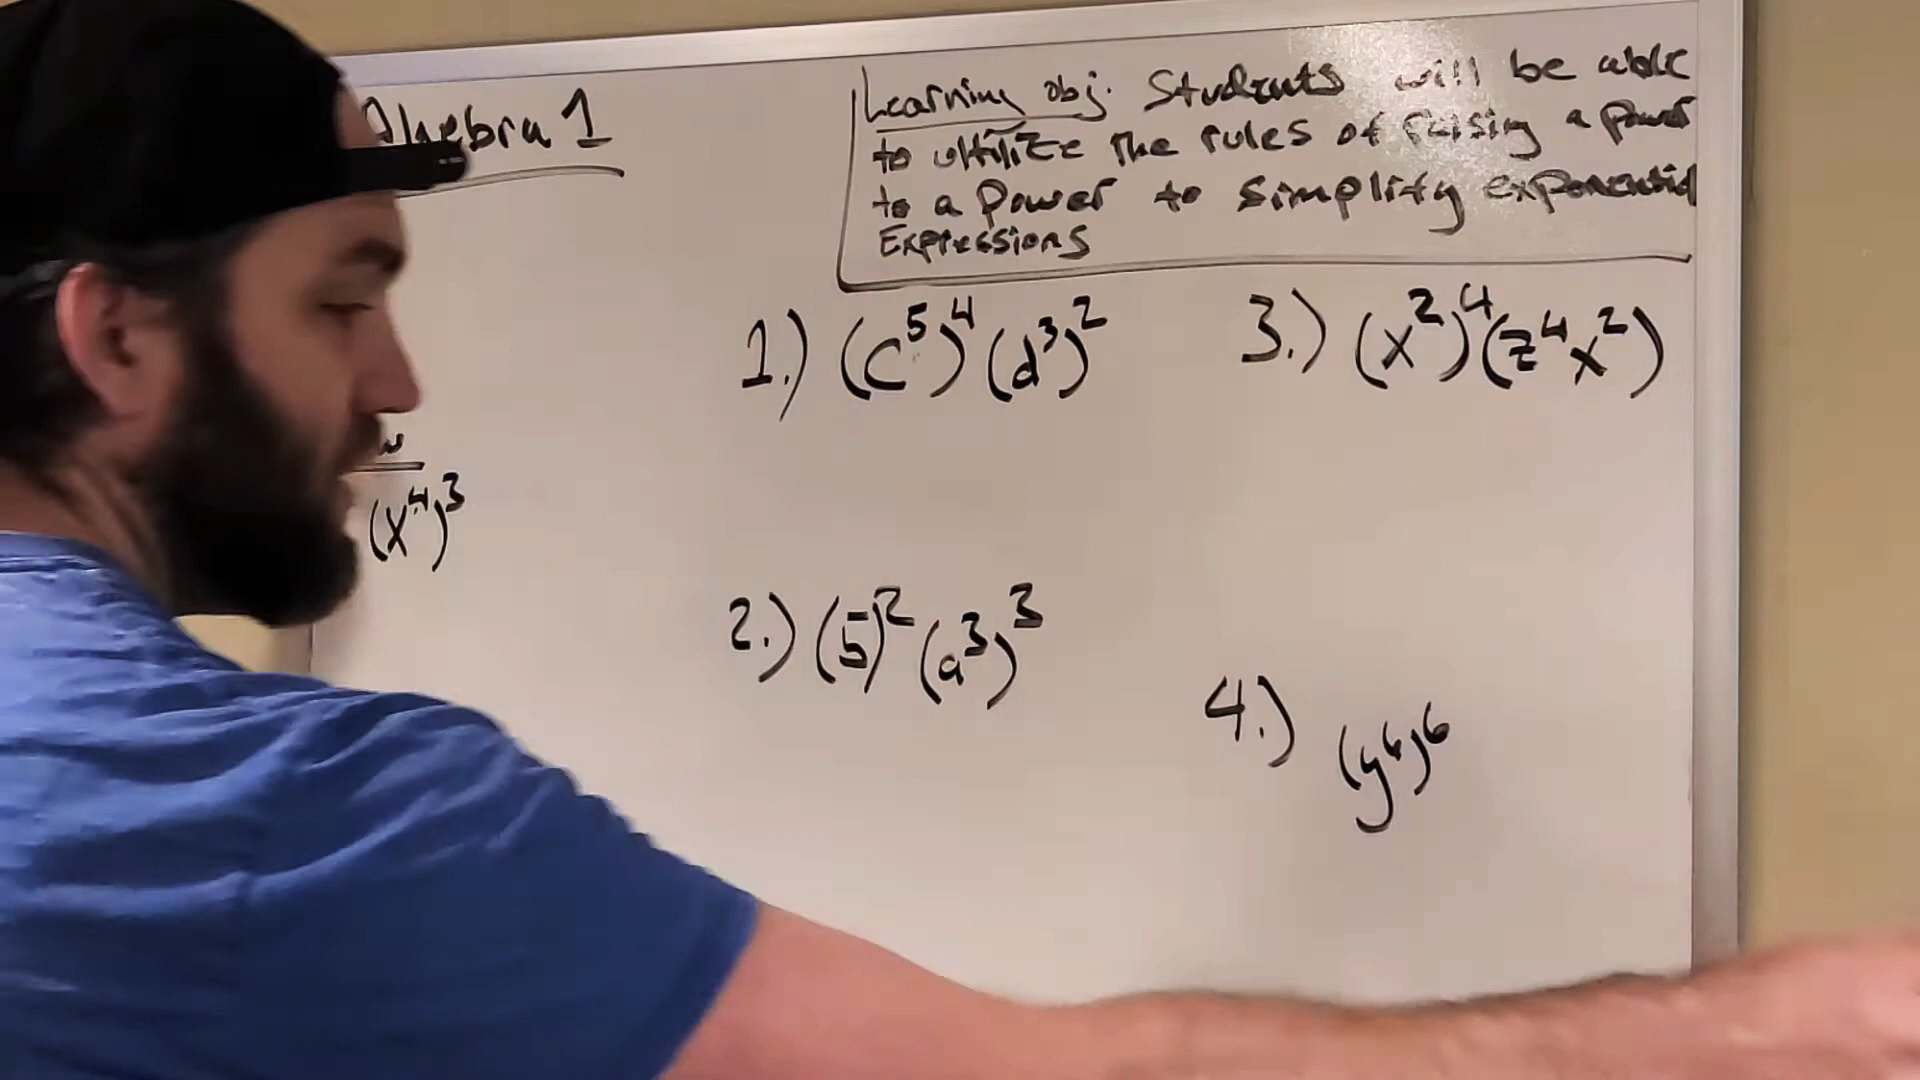 Algebra 1
Learning obj. Students will be able
to utilize the rules of raising a power
to a Power to simplify exponential
Expressions
1.) (c⁵)⁴(d³)²
3.) (x²)⁴(z⁴x²)
(x⁴)³
2.) (5)²(a³)³
4.) (y⁶)⁶